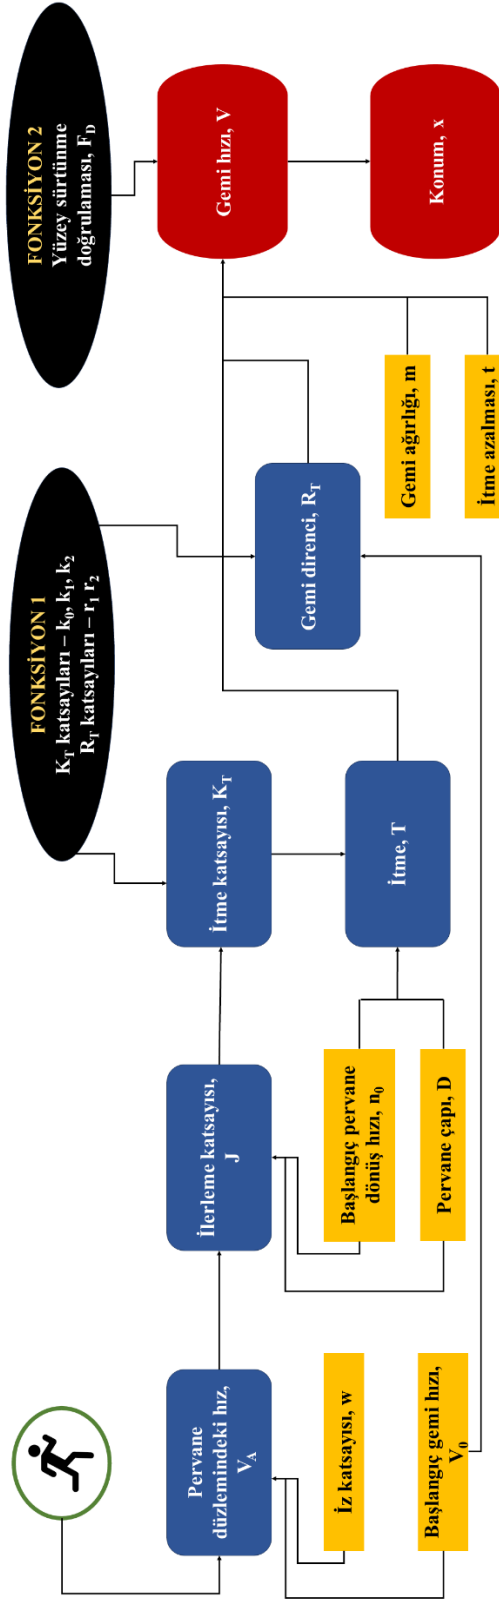 FONKSİYON 1
K_T katsayıları – k_0, k_1, k_2
R_T katsayıları – r_1 r_2
FONKSİYON 2
Yüzey sürtünme
doğrulaması, F_D
Pervane
düzlemindeki hız,
V_A
İlerleme katsayısı,
J
İtme katsayısı, K_T
Gemi hızı, V
İz katsayısı, w
Başlangıç gemi hızı,
V_0
Başlangıç pervane
dönüş hızı, n_0
Pervane çapı, D
İtme, T
Gemi direnci, R_T
Gemi ağırlığı, m
İtme azalması, t
Konum, x